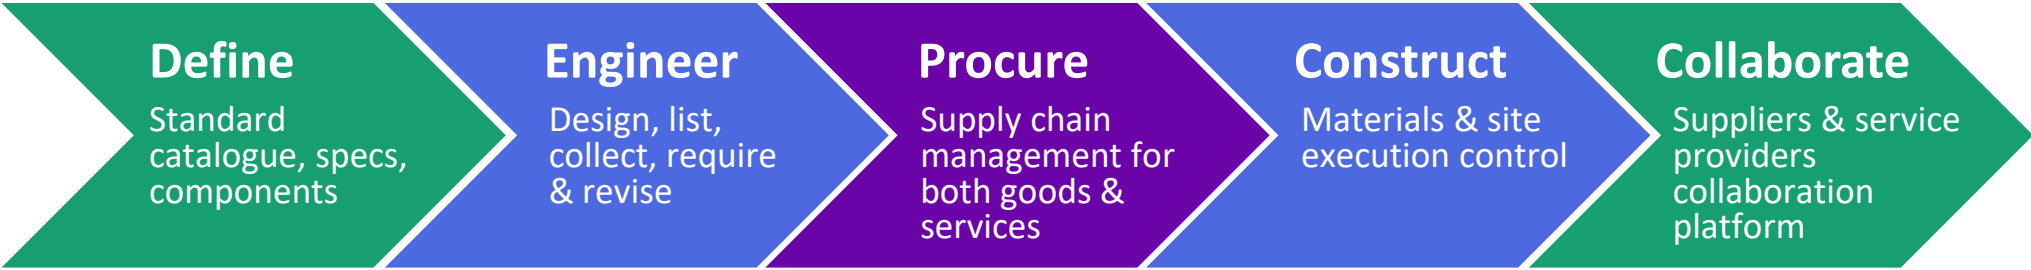 Define
Standard
catalogue, specs,
components
Engineer
Design, list,
collect, require
& revise
Procure
Supply chain
management for
both goods &
services
Construct
Materials & site
execution control
Collaborate
Suppliers & service
providers
collaboration
platform